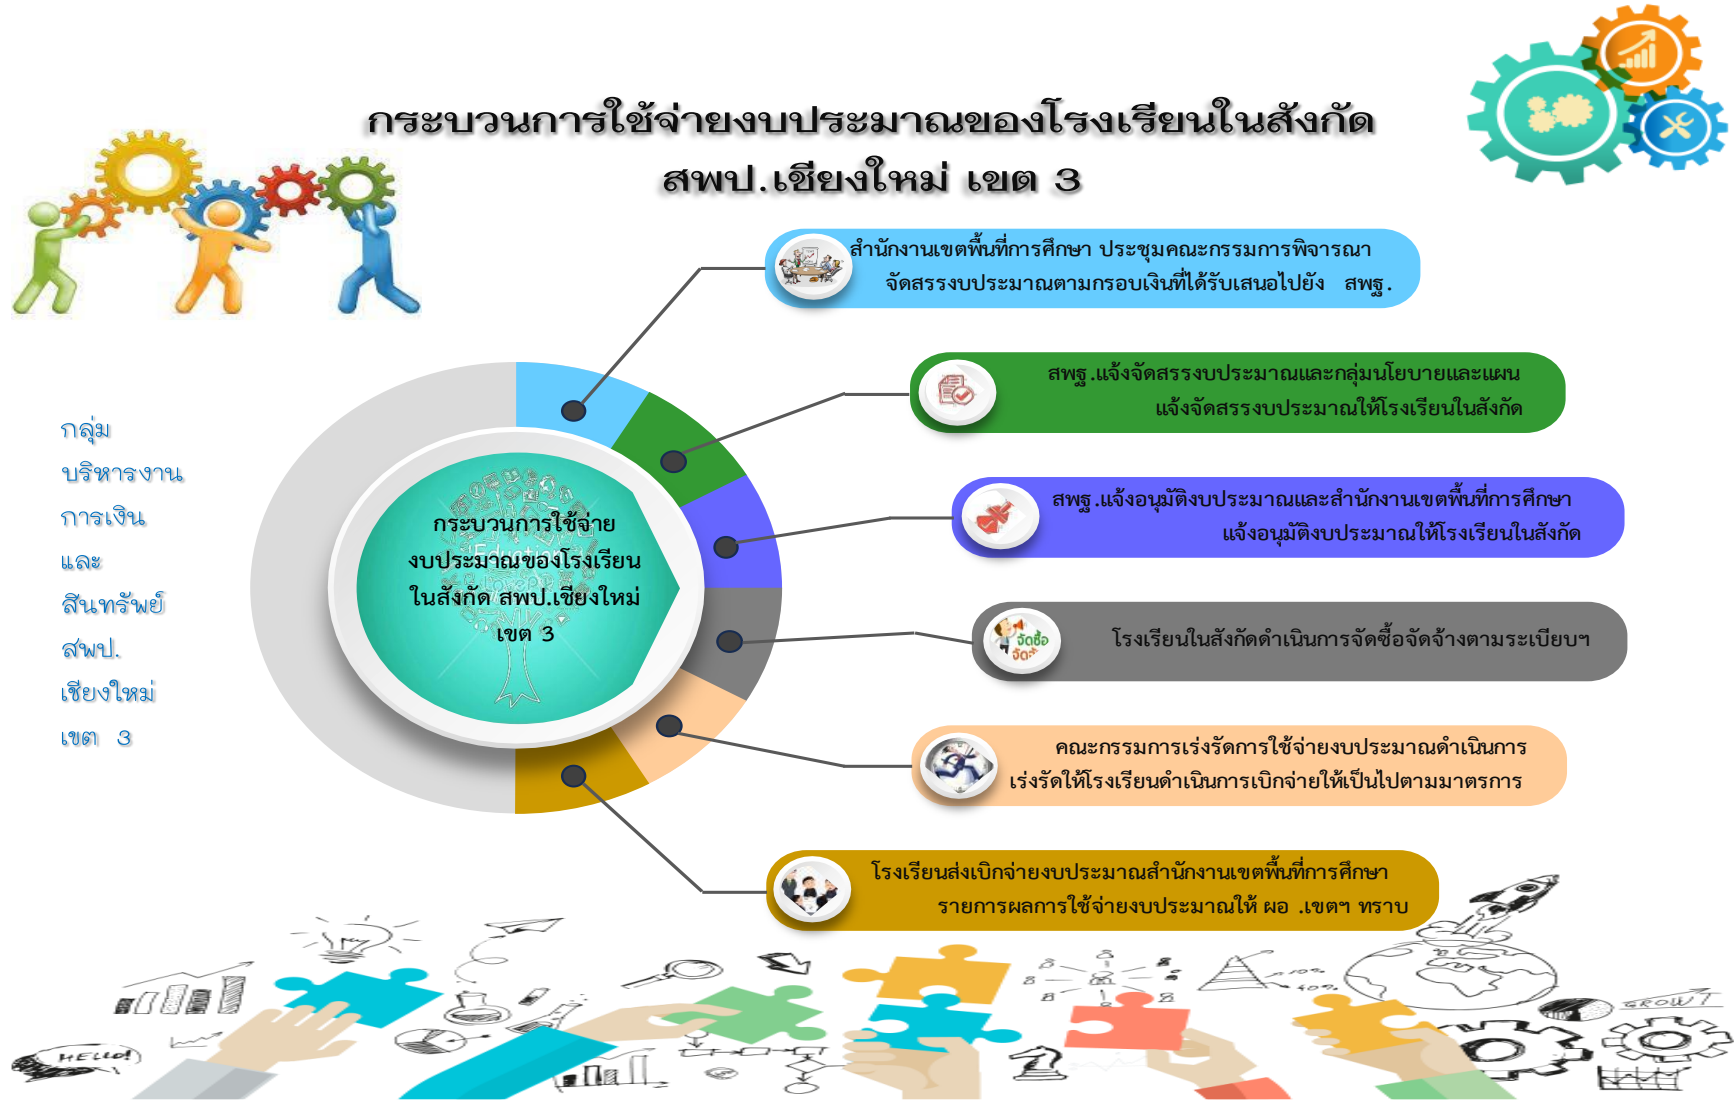 กระบวนการใช้จ่ายงบประมาณของโรงเรียนในสังกัด
สพป.เชียงใหม่ เขต 3
สำนักงานเขตพื้นที่การศึกษา ประชุมคณะกรรมการพิจารณา
จัดสรรงบประมาณตามกรอบเงินที่ได้รับเสนอไปยัง สพฐ.
สพฐ.แจ้งจัดสรรงบประมาณและกลุ่มนโยบายและแผน
แจ้งจัดสรรงบประมาณให้โรงเรียนในสังกัด
สพฐ.แจ้งอนุมัติงบประมาณและสำนักงานเขตพื้นที่การศึกษา
แจ้งอนุมัติงบประมาณให้โรงเรียนในสังกัด
จัดซื้อ
โรงเรียนในสังกัดดำเนินการจัดซื้อจัดจ้างตามระเบียบฯ
คณะกรรมการเร่งรัดการใช้จ่ายงบประมาณดำเนินการ
เร่งรัดให้โรงเรียนดำเนินการเบิกจ่ายให้เป็นไปตามมาตรการ
โรงเรียนส่งเบิกจ่ายงบประมาณสำนักงานเขตพื้นที่การศึกษา
รายการผลการใช้จ่ายงบประมาณให้ ผอ .เขตฯ ทราบ
กลุ่ม
บริหารงาน
การเงิน
และ
สินทรัพย์
สพป.
เชียงใหม่
เขต 3
กระบวนการใช้จ่าย
งบประมาณของโรงเรียน
ในสังกัด สพป.เชียงใหม่
เขต 3
HELLO!
10%
40%
GROWT